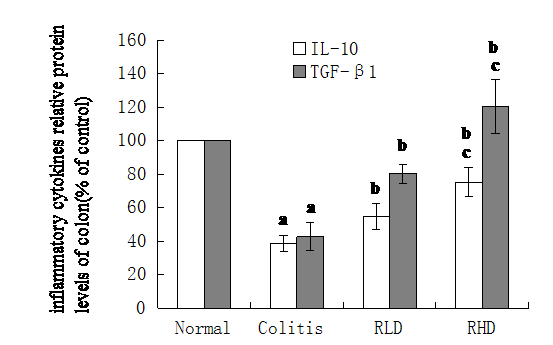 inflammatory cytokines relative protein
levels of colon(% of control)
160
140
120
100
80
60
40
20
0
IL-10
TGF-β1
a
a
b
b
b
c
b
c
Normal
Colitis
RLD
RHD